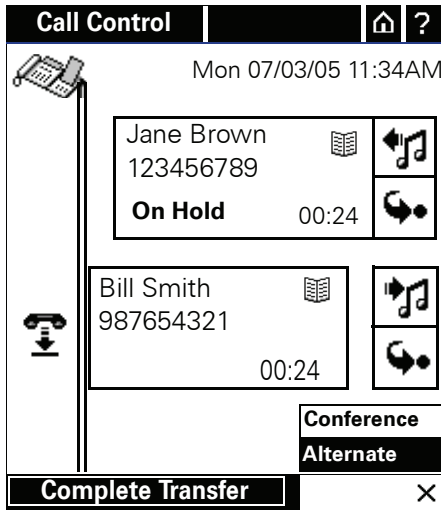 Call Control ?
Mon 07/03/05 11:34AM
Jane Brown
123456789
On Hold 00:24
Bill Smith
987654321
00:24
Conference
Alternate
Complete Transfer